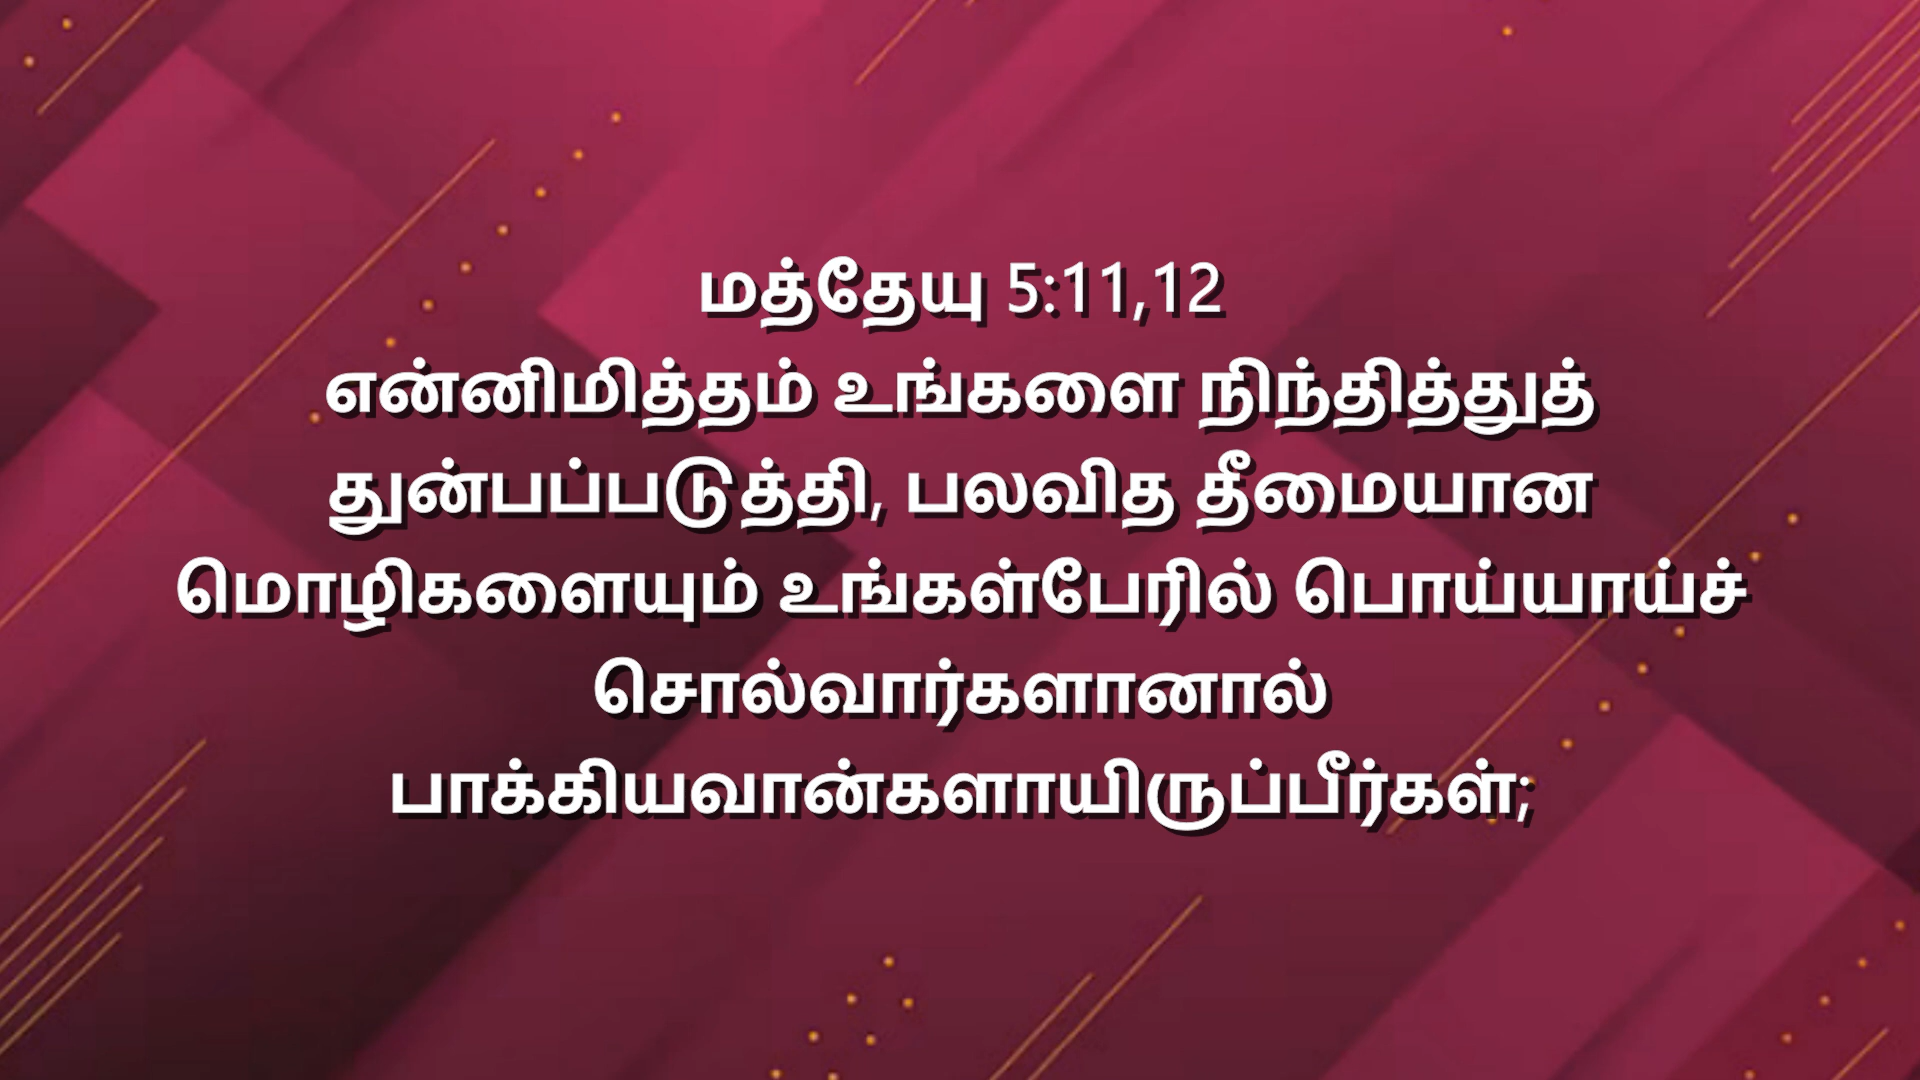 மத்தேயு 5:11,12
என்னிமித்தம் உங்களை நிந்தித்துத்
துன்பப்படுத்தி, பலவித தீமையான
மொழிகளையும் உங்கள்பேரில் பொய்யாய்ச்
சொல்வார்களானால்
பாக்கியவான்களாயிருப்பீர்கள்;